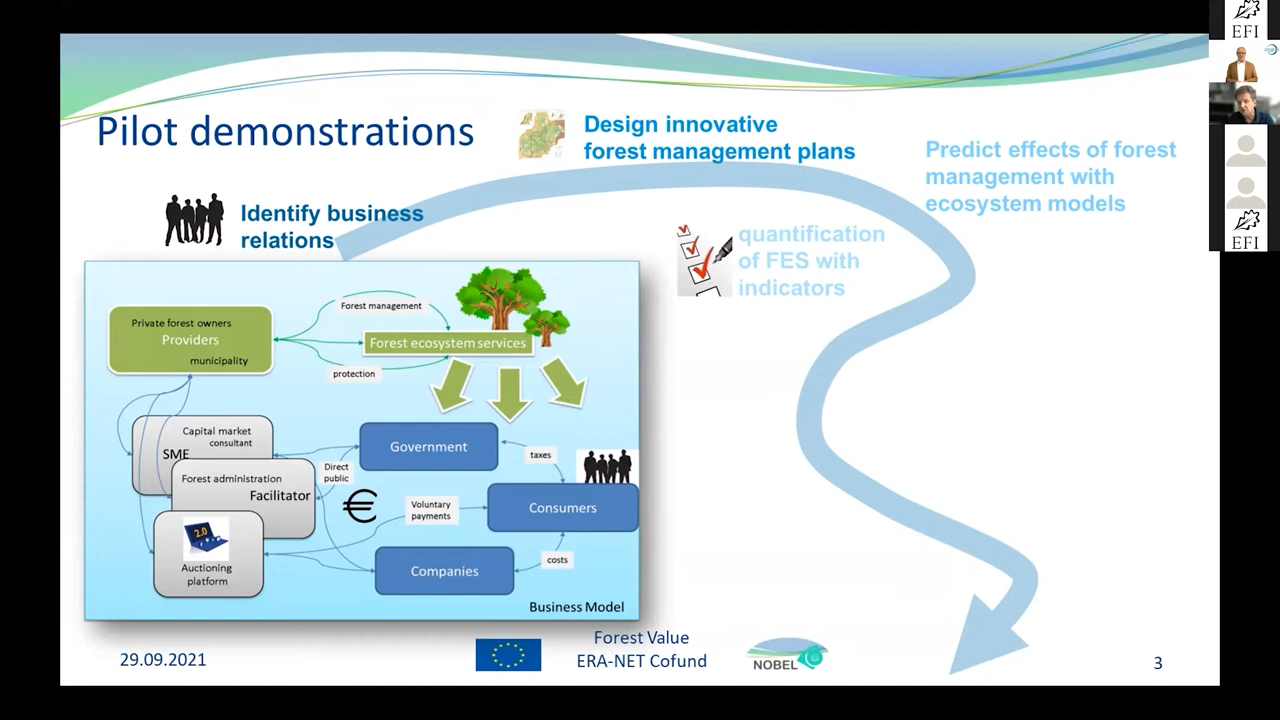 Pilot demonstrations
Design innovative
forest management plans
Predict effects of forest
management with
ecosystem models
Identify business
relations
quantification
of FES with
indicators
Private forest owners
Providers
municipality
Forest management
Forest ecosystem services
protection
Capital market
consultant
SME
Forest administration
Facilitator
2.0
Auctioning
platform
Government
Direct
public
€
taxes
Voluntary
payments
Consumers
Companies
costs
Business Model
29.09.2021
Forest Value
ERA-NET Cofund
NOBEL
3
EFI
EFI